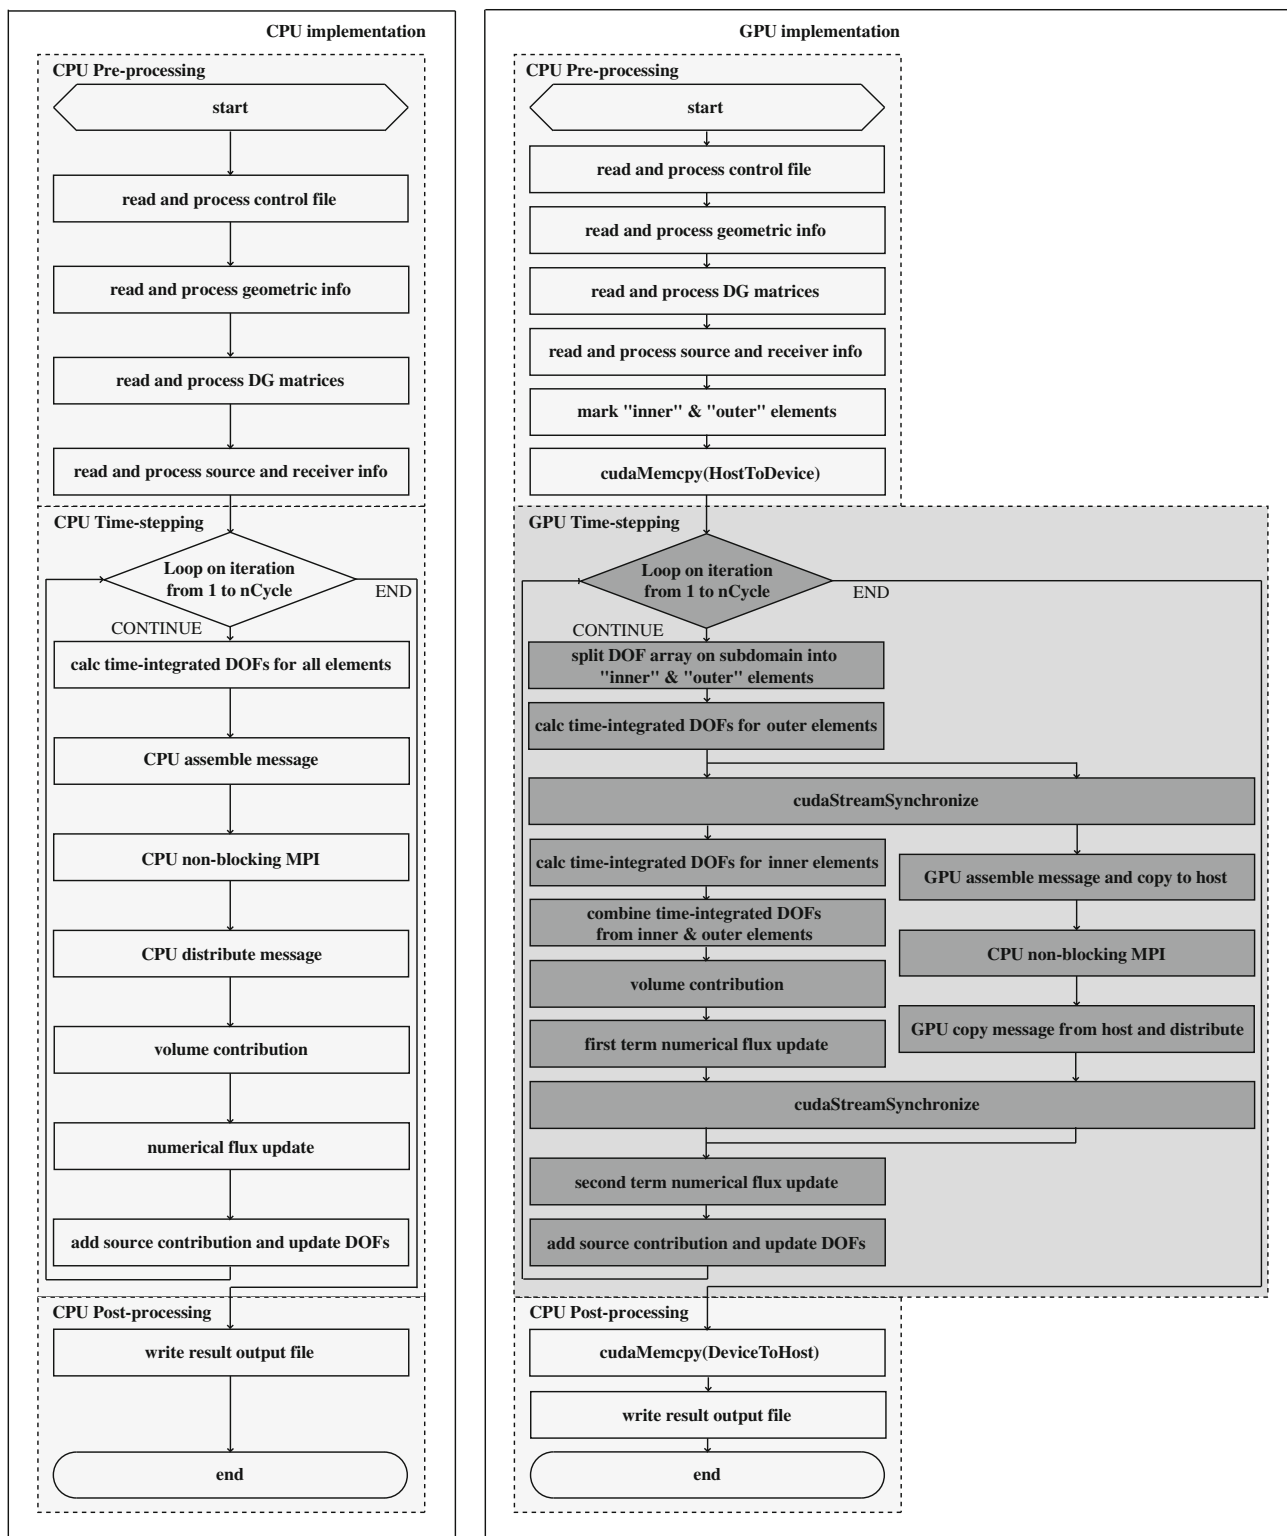 CPU implementation
CPU Pre-processing
start
read and process control file
read and process geometric info
read and process DG matrices
read and process source and receiver info
CPU Time-stepping
Loop on iteration
from 1 to nCycle
END
CONTINUE
calc time-integrated DOFs for all elements
CPU assemble message
CPU non-blocking MPI
CPU distribute message
volume contribution
numerical flux update
add source contribution and update DOFs
CPU Post-processing
write result output file
end
GPU implementation
CPU Pre-processing
start
read and process control file
read and process geometric info
read and process DG matrices
read and process source and receiver info
mark "inner" & "outer" elements
cudaMemcpy(HostToDevice)
GPU Time-stepping
Loop on iteration
from 1 to nCycle
END
CONTINUE
split DOF array on subdomain into
"inner" & "outer" elements
calc time-integrated DOFs for outer elements
cudaStreamSynchronize
calc time-integrated DOFs for inner elements
combine time-integrated DOFs
from inner & outer elements
volume contribution
first term numerical flux update
GPU assemble message and copy to host
CPU non-blocking MPI
GPU copy message from host and distribute
cudaStreamSynchronize
second term numerical flux update
add source contribution and update DOFs
CPU Post-processing
cudaMemcpy(DeviceToHost)
write result output file
end